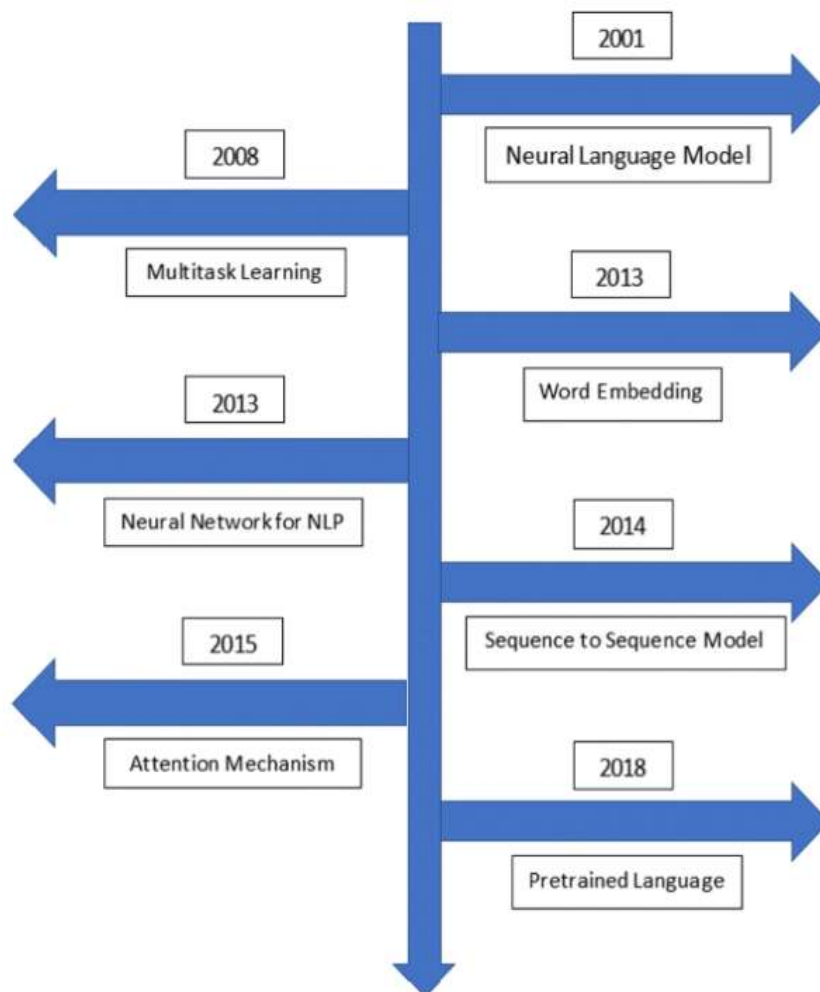 2001
Neural Language Model
2008
Multitask Learning
2013
Word Embedding
2013
Neural Network for NLP
2014
Sequence to Sequence Model
2015
Attention Mechanism
2018
Pretrained Language